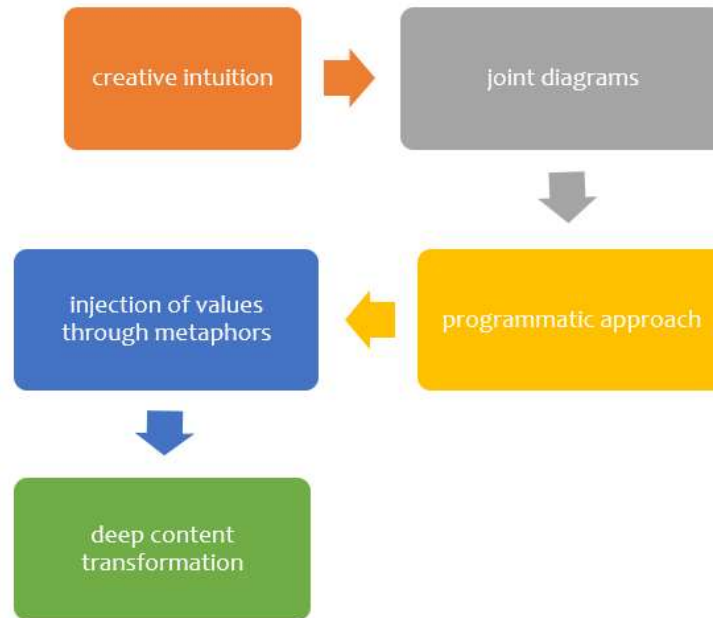 creative intuition
joint diagrams
programmatic approach
injection of values
through metaphors
deep content
transformation